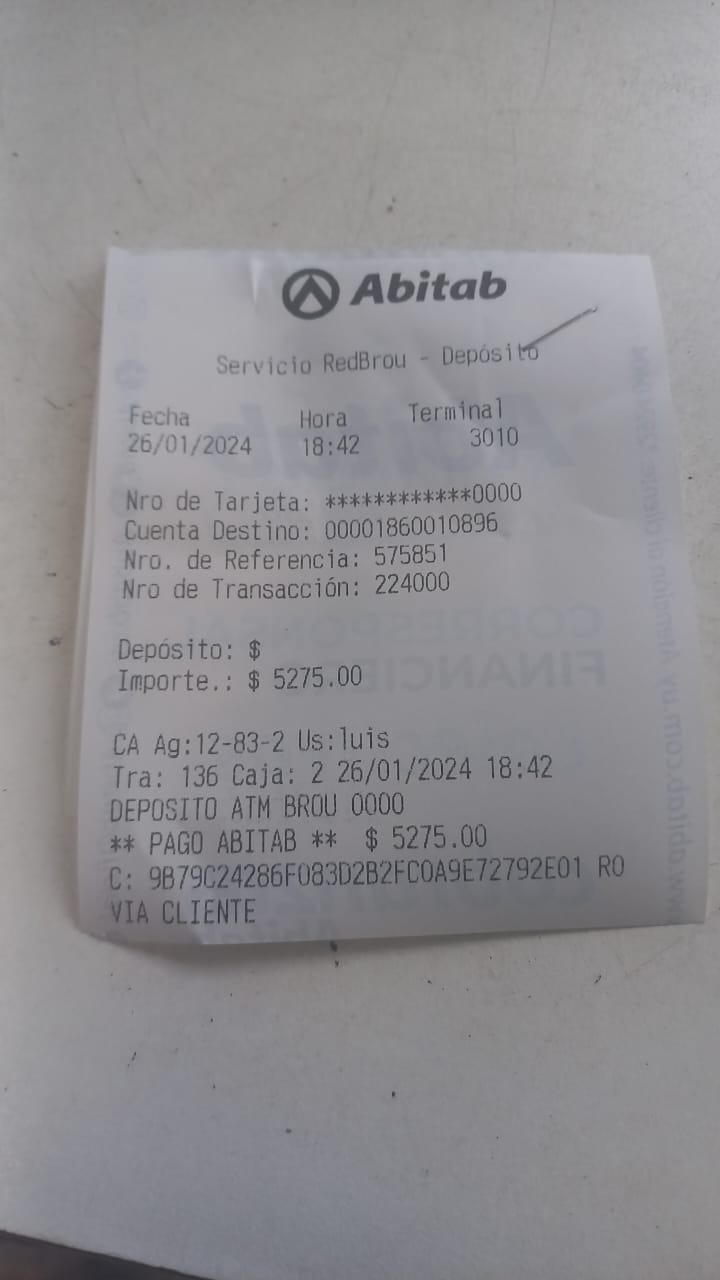 Abitab
Servicio RedBrou - Depósito
Fecha Hora Terminal
26/01/2024 18:42 3010
Nro de Tarjeta: ************0000
Cuenta Destino: 00001860010896
Nro. de Referencia: 575851
Nro de Transacción: 224000
Depósito: $
Importe.: $ 5275.00
CA Ag:12-83-2 Us:luis
Tra: 136 Caja: 2 26/01/2024 18:42
DEPOSITO ATM BROU 0000
** PAGO ABITAB ** $ 5275.00
C: 9B79C24286F083D2B2FC0A9E72792E01 RO
VIA CLIENTE